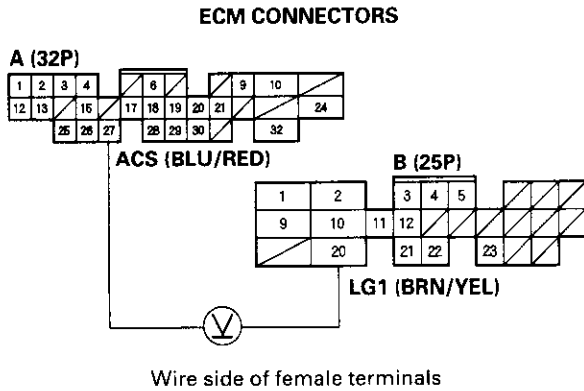 ECM CONNECTORS
A (32P)
1 2 3 4 6 9 10
12 13 15 17 18 19 20 21 24
25 26 27 28 29 30 32
ACS (BLU/RED)
B (25P)
1 2 3 4 5
9 10 11 12
20 21 22 23
LG1 (BRN/YEL)
V
Wire side of female terminals